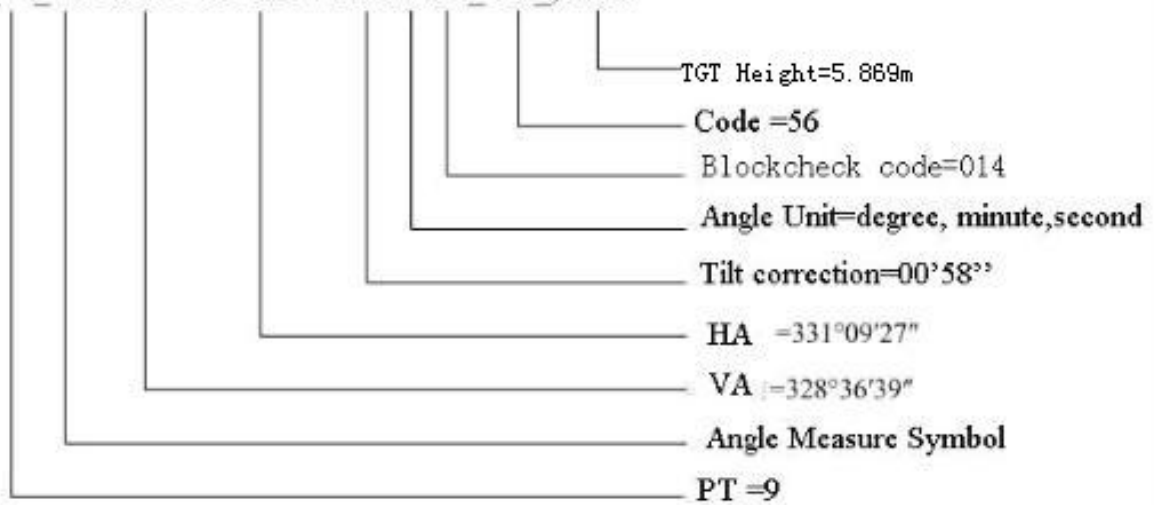 TGT Height=5.869m
Code =56
Blockcheck code=014
Angle Unit=degree, minute,second
Tilt correction=00’58’’
HA =331°09′27″
VA =328°36′39″
Angle Measure Symbol
PT =9